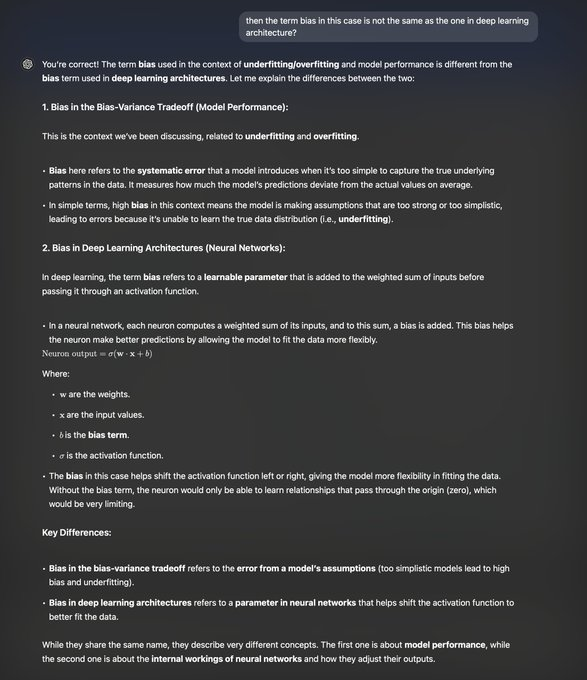 then the term bias in this case is not the same as the one in deep learning
architecture?
You're correct! The term bias used in the context of underfitting/overfitting and model performance is different from the
bias term used in deep learning architectures. Let me explain the differences between the two:
1. Bias in the Bias-Variance Tradeoff (Model Performance):
This is the context we've been discussing, related to underfitting and overfitting.
• Bias here refers to the systematic error that a model introduces when it's too simple to capture the true underlying
patterns in the data. It measures how much the model's predictions deviate from the actual values on average.
• In simple terms, high bias in this context means the model is making assumptions that are too strong or too simplistic,
leading to errors because it's unable to learn the true data distribution (i.e., underfitting).
2. Bias in Deep Learning Architectures (Neural Networks):
In deep learning, the term bias refers to a learnable parameter that is added to the weighted sum of inputs before
passing it through an activation function.
• In a neural network, each neuron computes a weighted sum of its inputs, and to this sum, a bias is added. This bias helps
the neuron make better predictions by allowing the model to fit the data more flexibly.
Neuron output = σ(w · x + b)
Where:
• w are the weights.
• x are the input values.
• b is the bias term.
• σ is the activation function.
• The bias in this case helps shift the activation function left or right, giving the model more flexibility in fitting the data.
Without the bias term, the neuron would only be able to learn relationships that pass through the origin (zero), which
would be very limiting.
Key Differences:
• Bias in the bias-variance tradeoff refers to the error from a model's assumptions (too simplistic models lead to high
bias and underfitting).
• Bias in deep learning architectures refers to a parameter in neural networks that helps shift the activation function to
better fit the data.
While they share the same name, they describe very different concepts. The first one is about model performance, while
the second one is about the internal workings of neural networks and how they adjust their outputs.